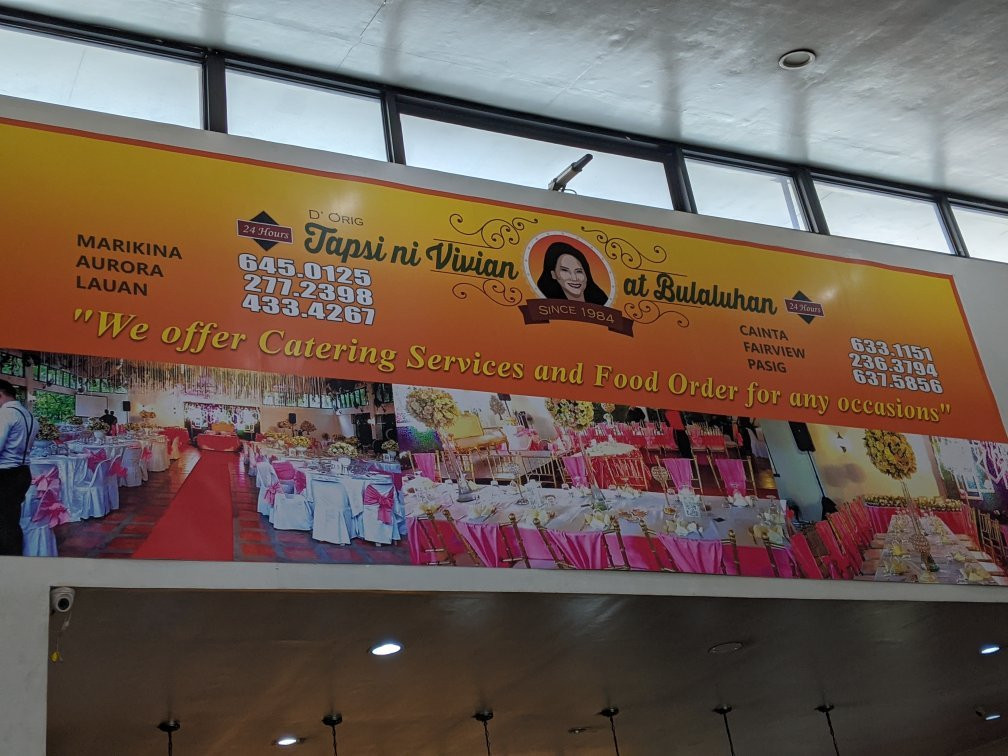 D' ORIG
24 Hours
Tapsi ni Vivian
at Bulaluhan
24 Hours
SINCE 1984
MARIKINA
AURORA
LAUAN
645.0125
277.2398
433.4267
CAINTA
FAIRVIEW
PASIG
633.1151
236.3794
631.5856
"We offer Catering Services and Food Order for any occasions"